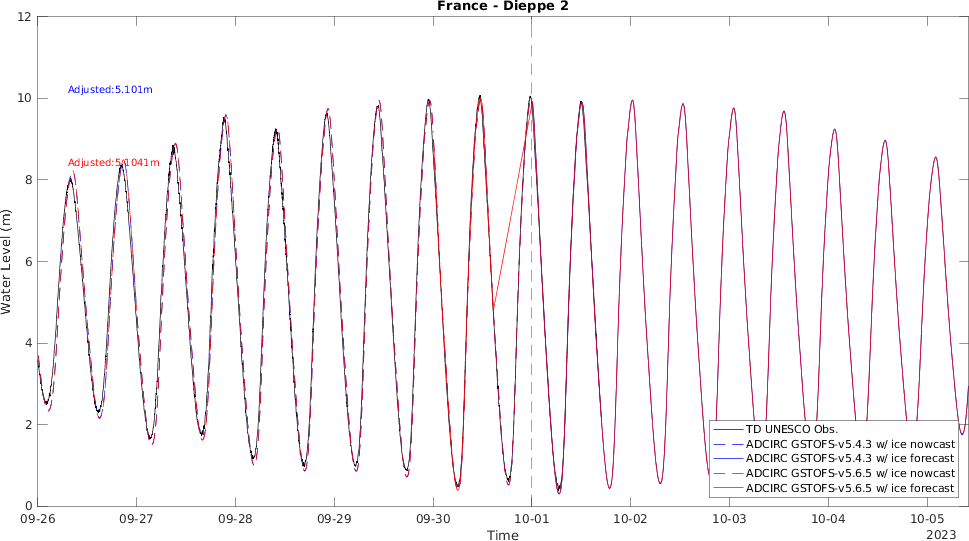 France - Dieppe 2
12
10
8
6
4
2
0
Water Level (m)
Adjusted:5.101m
Adjusted:5.1041m
TD UNESCO Obs.
ADCIRC GSTOFS-v5.4.3 w/ ice nowcast
ADCIRC GSTOFS-v5.4.3 w/ ice forecast
ADCIRC GSTOFS-v5.6.5 w/ ice nowcast
ADCIRC GSTOFS-v5.6.5 w/ ice forecast
09-26 09-27 09-28 09-29 09-30 10-01 10-02 10-03 10-04 10-05
2023
Time